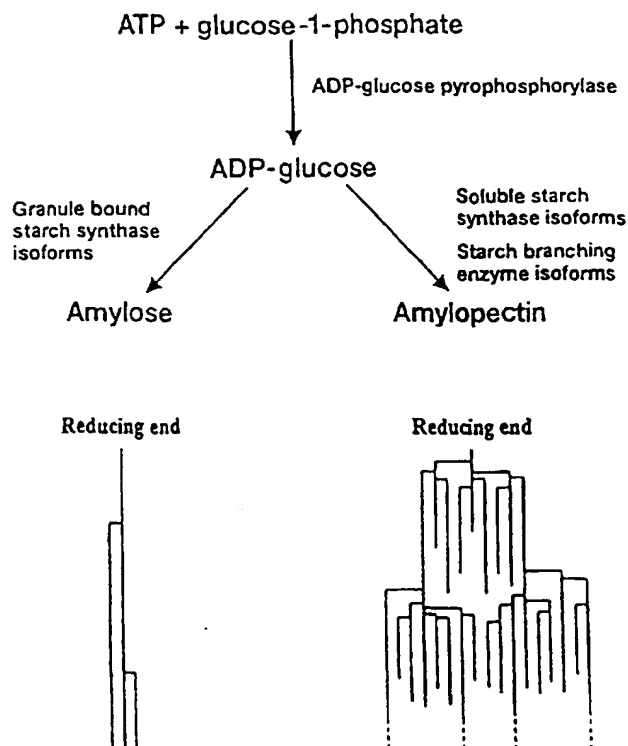 ATP + glucose-1-phosphate
ADP-glucose pyrophosphorylase
ADP-glucose
Granule bound
starch synthase
isoforms
Soluble starch
synthase isoforms
Starch branching
enzyme isoforms
Amylose
Amylopectin
Reducing end
Reducing end